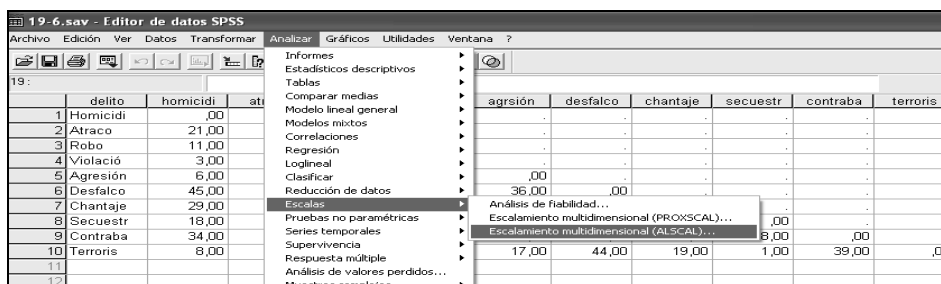 19-6.sav - Editor de datos SPSS
Archivo Edición Ver Datos Transformar Analizar Gráficos Utilidades Ventana ?
19:
Informes
Estadísticos descriptivos
Tablas
Comparar medias
Modelo lineal general
Modelos mixtos
Correlaciones
Regresión
Loglineal
Clasificar
Reducción de datos
Escalas
Pruebas no paramétricas
Series temporales
Supervivencia
Respuesta múltiple
Análisis de valores perdidos...
Análisis de fiabilidad...
Escalamiento multidimensional (PROXSCAL)...
Escalamiento multidimensional (ALSCAL)...
delito homicidi agrsión desfalco chantaje secuestr contraba terroris
1 Homicidi ,00 . . . . .
2 Atraco 21,00 . . . . .
3 Robo 11,00 . . . . .
4 Violació 3,00 . . . . .
5 Agresión 6,00 ,00 . . . .
6 Desfalco 45,00 36,00 ,00 . . .
7 Chantaje 29,00 .
8 Secuestr 18,00 ,00 .
9 Contraba 34,00 8,00 ,00
10 Terroris 8,00 17,00 44,00 19,00 1,00 39,00
11
12